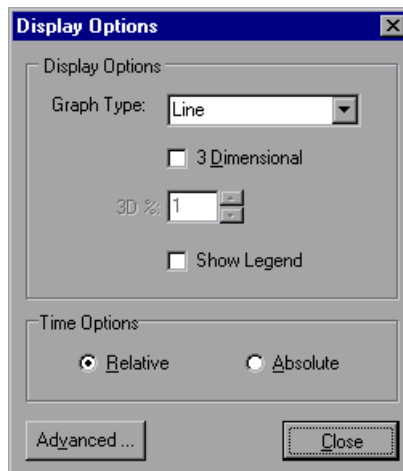 Display Options
Display Options
Graph Type: Line
3 Dimensional
3D %: 1
Show Legend
Time Options
Relative Absolute
Advanced ... Close